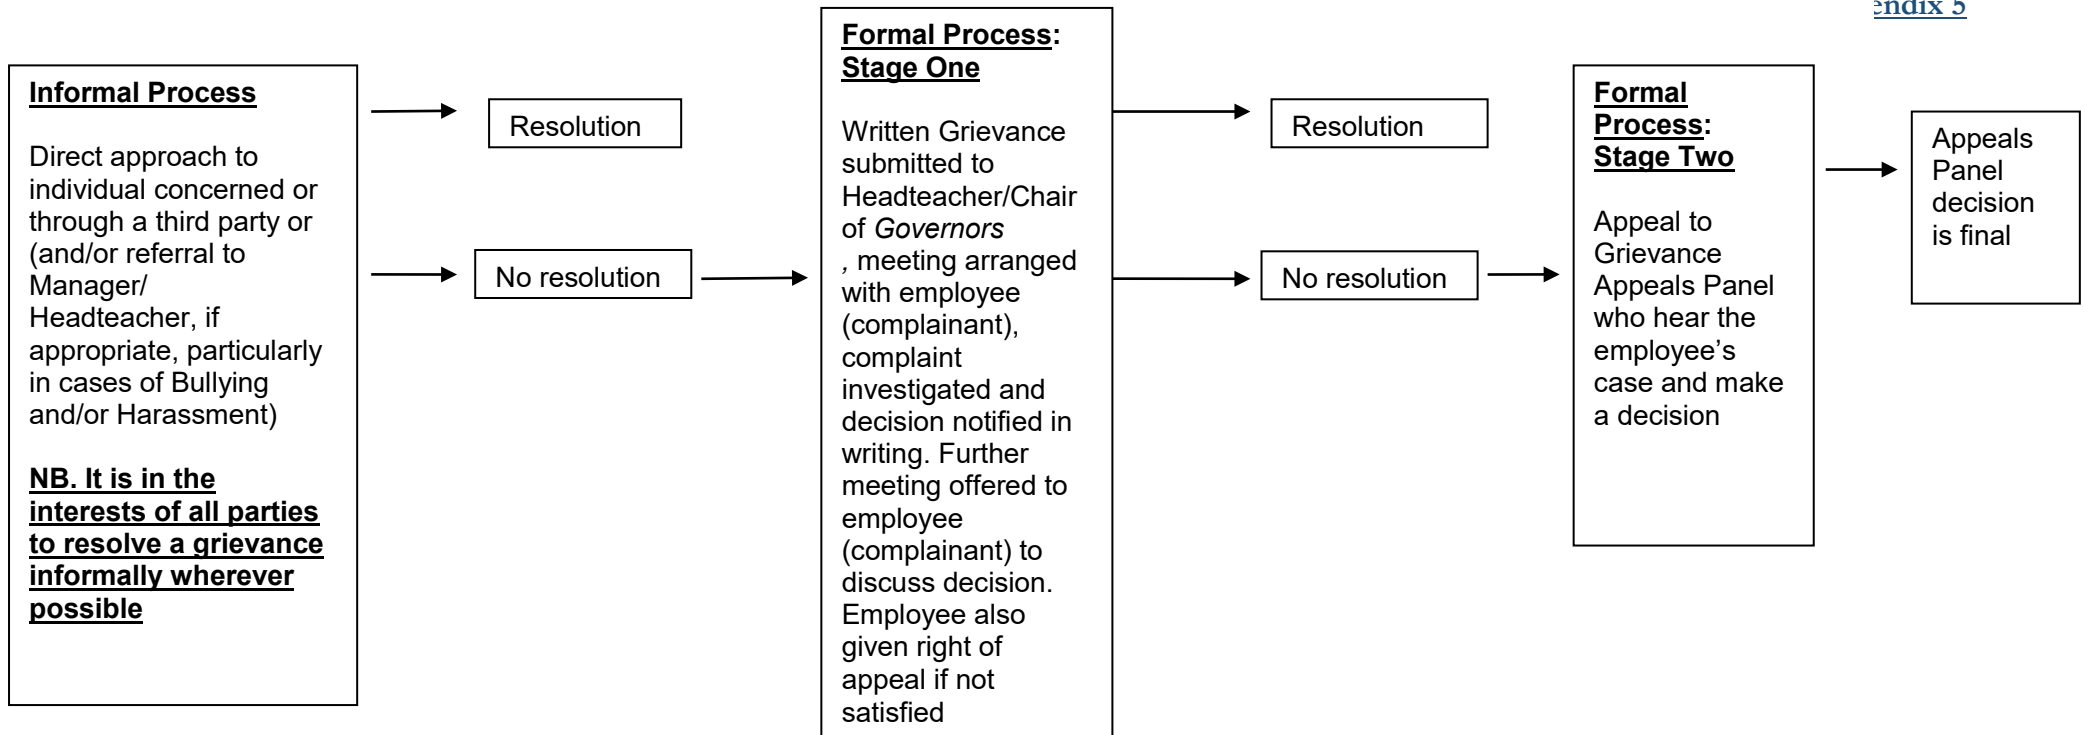 endix 5
Informal Process
Direct approach to
individual concerned or
through a third party or
(and/or referral to
Manager/
Headteacher, if
appropriate, particularly
in cases of Bullying
and/or Harassment)
NB. It is in the
interests of all parties
to resolve a grievance
informally wherever
possible
Resolution
No resolution
Formal Process:
Stage One
Written Grievance
submitted to
Headteacher/Chair
of Governors
, meeting arranged
with employee
(complainant),
complaint
investigated and
decision notified in
writing. Further
meeting offered to
employee
(complainant) to
discuss decision.
Employee also
given right of
appeal if not
satisfied
Resolution
No resolution
Formal
Process:
Stage Two
Appeal to
Grievance
Appeals Panel
who hear the
employee’s
case and make
a decision
Appeals
Panel
decision
is final